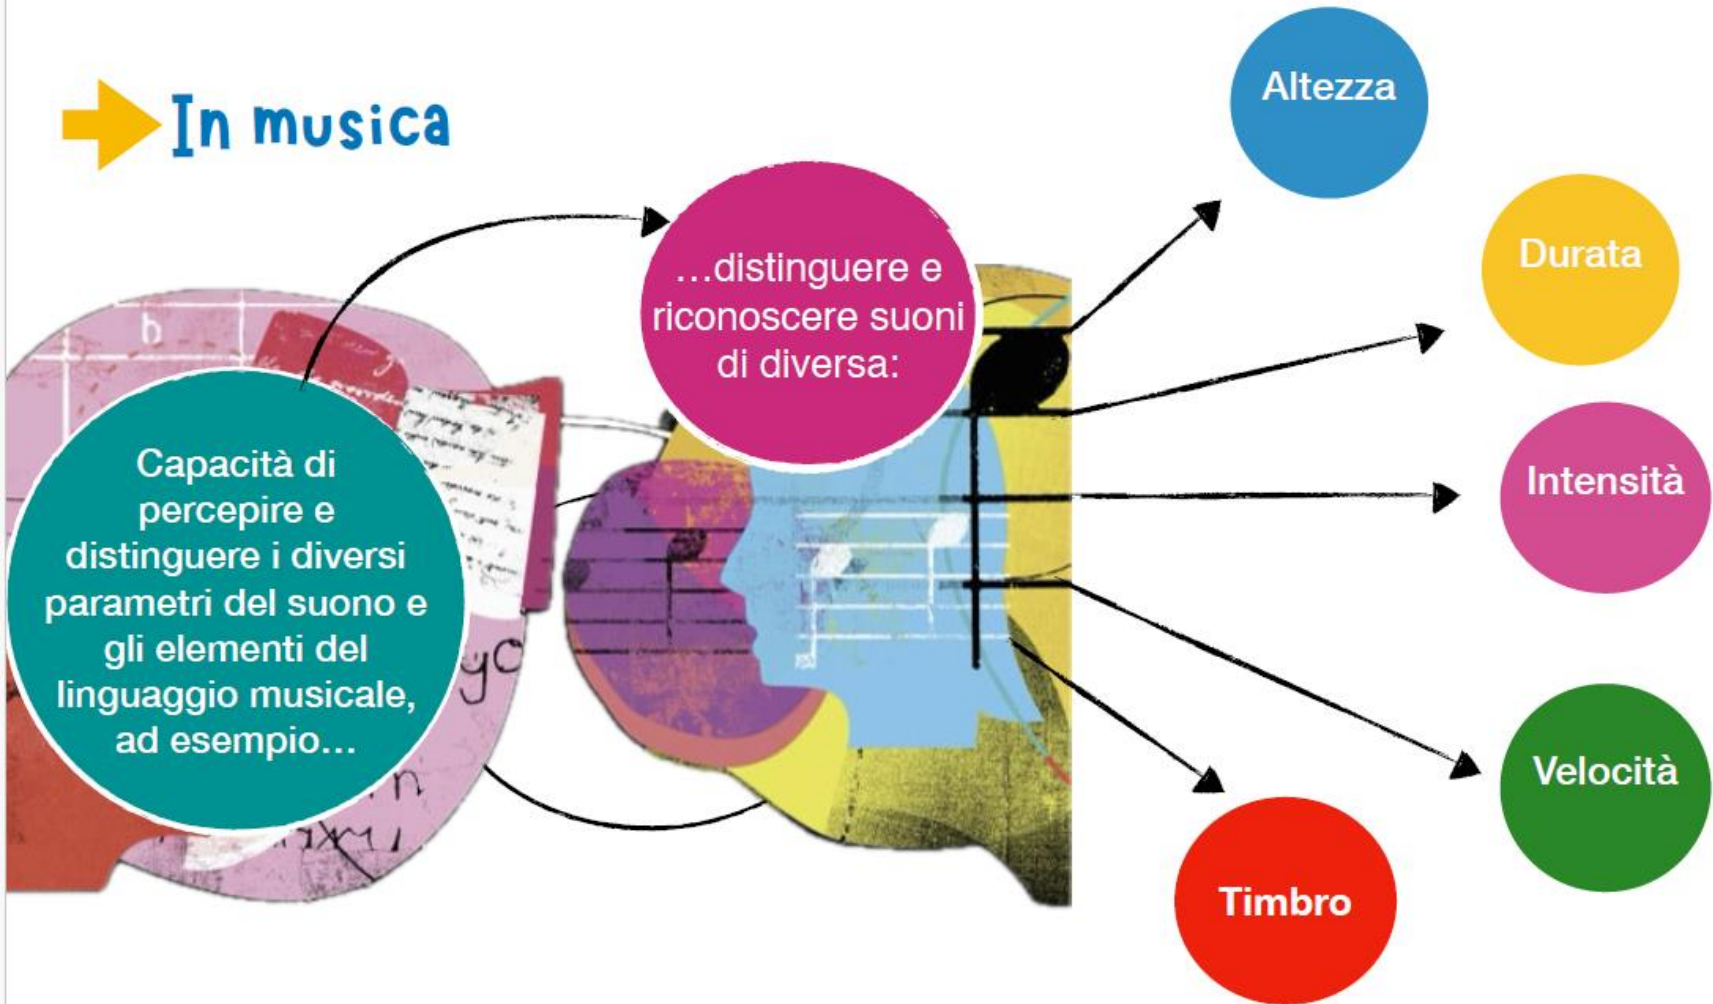 In musica
Capacità di
percepire e
distinguere i diversi
parametri del suono e
gli elementi del
linguaggio musicale,
ad esempio...
...distinguere e
riconoscere suoni
di diversa:
Altezza
Durata
Intensità
Velocità
Timbro
b
g
yo
n